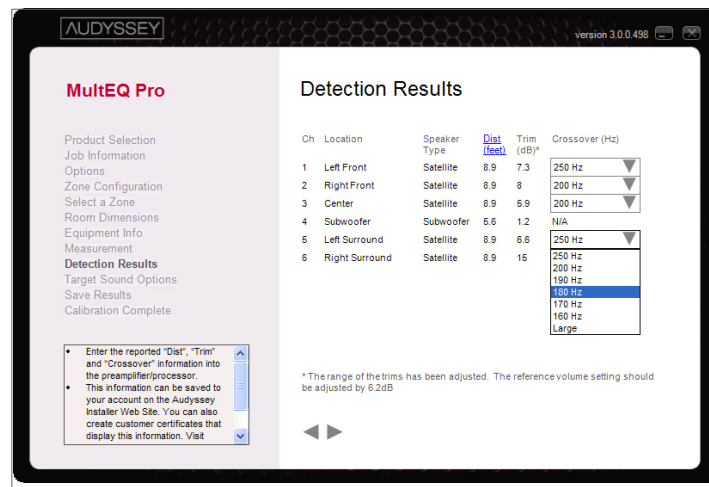 AUDYSSEY
version 3.0.0.498
MultEQ Pro
Product Selection
Job Information
Options
Zone Configuration
Select a Zone
Room Dimensions
Equipment Info
Measurement
Detection Results
Target Sound Options
Save Results
Calibration Complete
• Enter the reported "Dist", "Trim"
and "Crossover" information into
the preamplifier/processor.
• This information can be saved to
your account on the Audyssey
Installer Web Site. You can also
create customer certificates that
display this information. Visit
Detection Results
Ch Location Speaker Type Dist (feet) Trim (dB)* Crossover (Hz)
1 Left Front Satellite 8.9 7.3 250 Hz
2 Right Front Satellite 8.9 8 200 Hz
3 Center Satellite 8.9 5.9 200 Hz
4 Subwoofer Subwoofer 5.6 1.2 N/A
5 Left Surround Satellite 8.9 6.6 250 Hz
6 Right Surround Satellite 8.9 15
250 Hz
200 Hz
190 Hz
180 Hz
170 Hz
160 Hz
Large
* The range of the trims has been adjusted. The reference volume setting should
be adjusted by 6.2dB